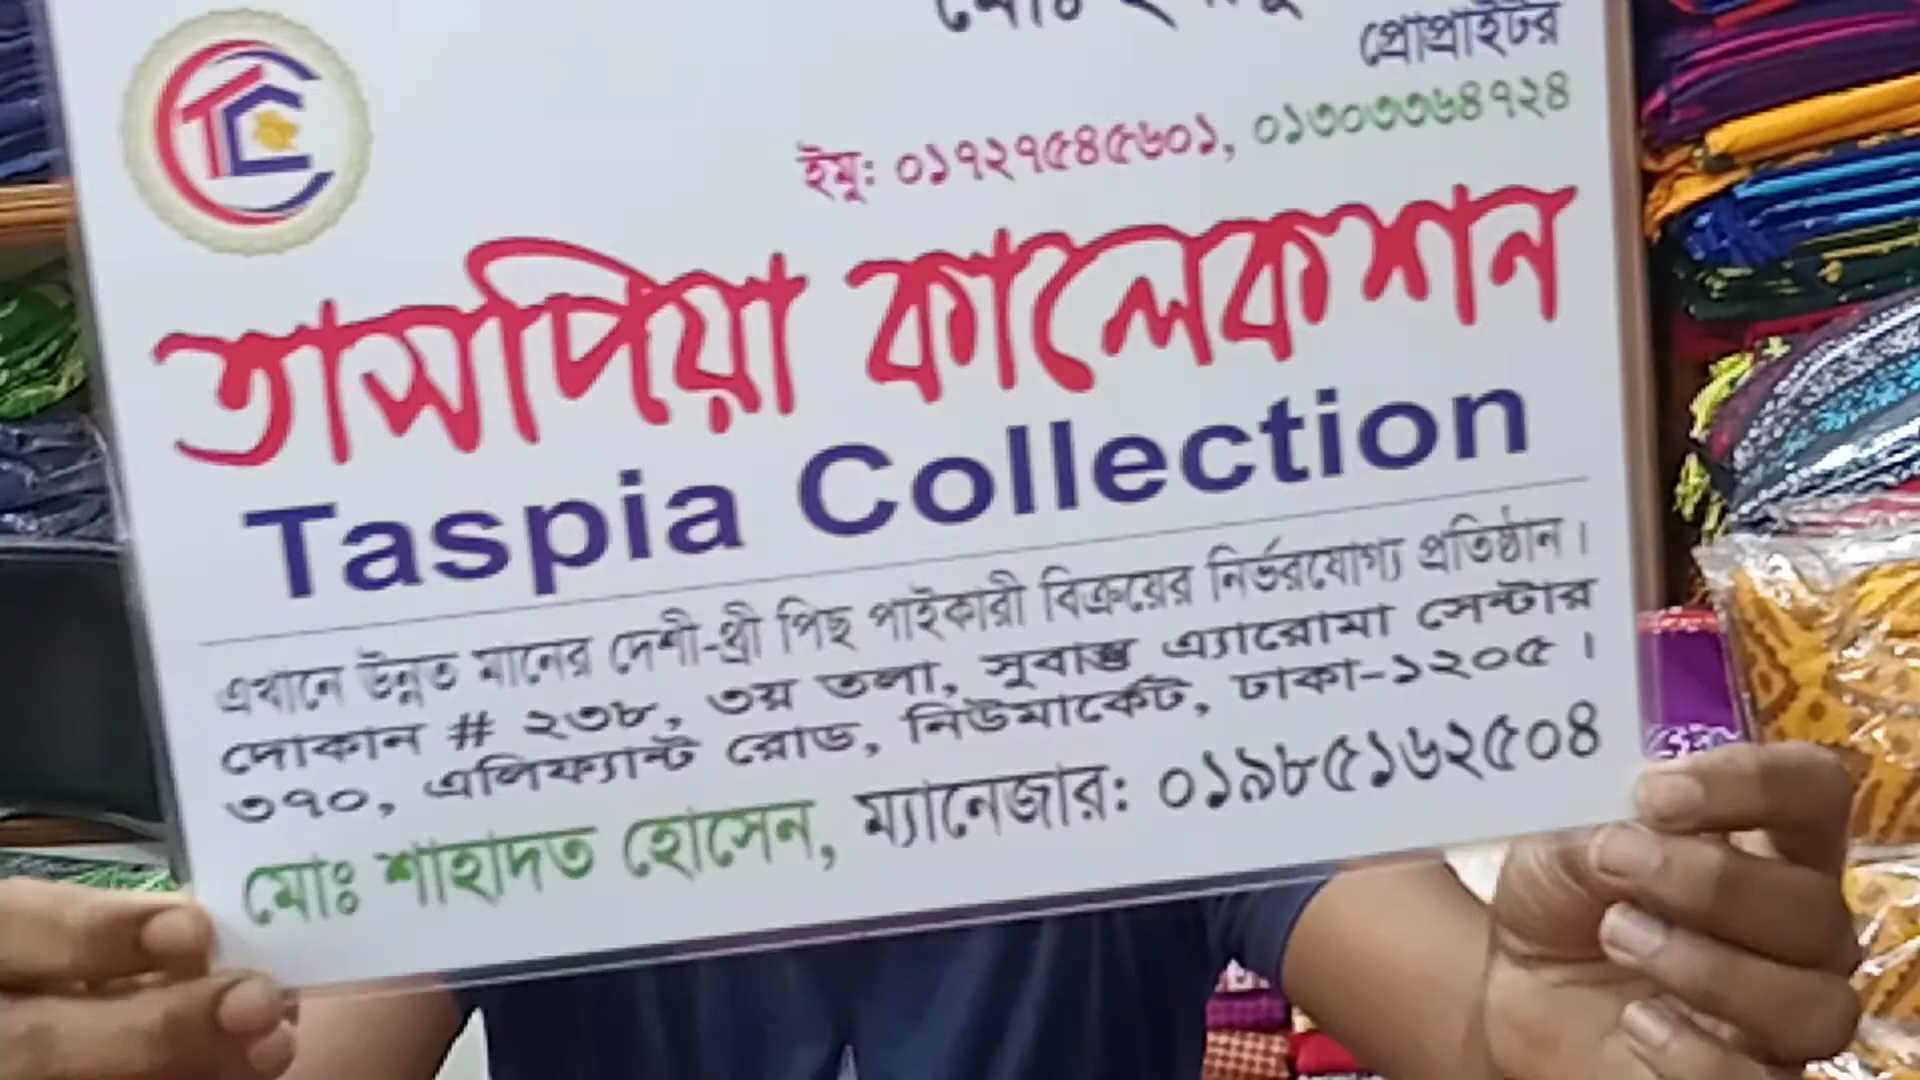 মোঃ
প্রোপ্রাইটর
ইমু: ০১৭২৭৫৪৫৬০১, ০১৩০৩৩৬৪৭২৪
TC
তাসপিয়া কালেকশন
Taspia Collection
এখানে উন্নত মানের দেশী-থ্রী পিছ পাইকারী বিক্রয়ের নির্ভরযোগ্য প্রতিষ্ঠান।
দোকান # ২৩৮, ৩য় তলা, সুবাস্তু এ্যারোমা সেন্টার
৩৭০, এলিফ্যান্ট রোড, নিউমার্কেট, ঢাকা-১২০৫ ।
মোঃ শাহাদত হোসেন, ম্যানেজার: ০১৯৮৫১৬২৫০৪